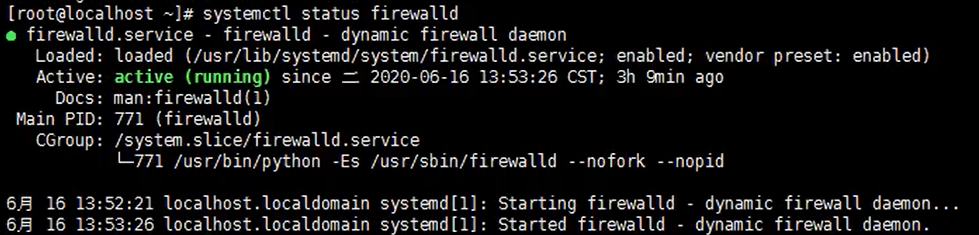 [root@localhost ~]# systemctl status firewalld
● firewalld.service - firewalld - dynamic firewall daemon
   Loaded: loaded (/usr/lib/systemd/system/firewalld.service; enabled; vendor preset: enabled)
   Active: active (running) since 二 2020-06-16 13:53:26 CST; 3h 9min ago
     Docs: man:firewalld(1)
 Main PID: 771 (firewalld)
   CGroup: /system.slice/firewalld.service
           └─771 /usr/bin/python -Es /usr/sbin/firewalld --nofork --nopid
6月 16 13:52:21 localhost.localdomain systemd[1]: Starting firewalld - dynamic firewall daemon...
6月 16 13:53:26 localhost.localdomain systemd[1]: Started firewalld - dynamic firewall daemon.